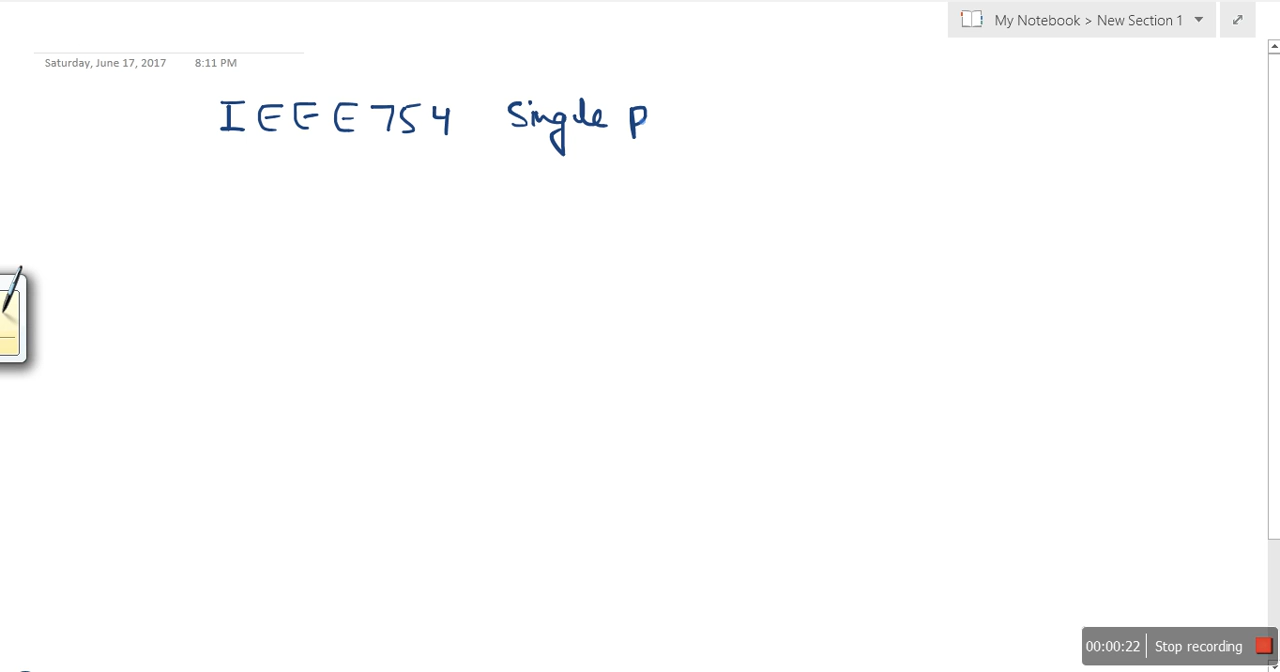 My Notebook > New Section 1
Saturday, June 17, 2017 8:11 PM
IEEE754 Single P
00:00:22 Stop recording